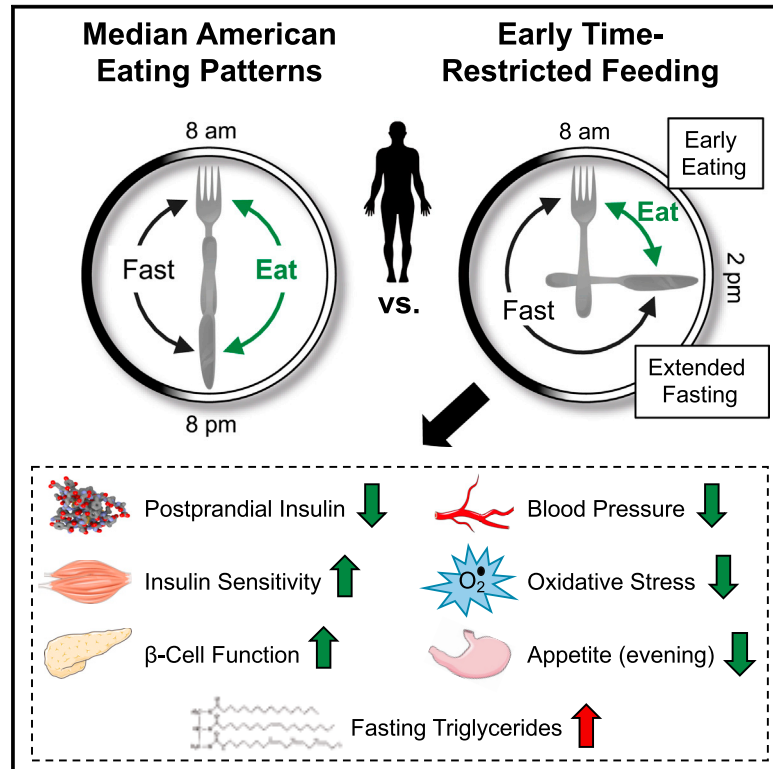 Median American
Eating Patterns
Early Time-
Restricted Feeding
8 am
Fast
Eat
8 pm
vs.
8 am
Early
Eating
Eat
2 pm
Fast
Extended
Fasting
Postprandial Insulin
Blood Pressure
Insulin Sensitivity
O2•
Oxidative Stress
β-Cell Function
Appetite (evening)
Fasting Triglycerides